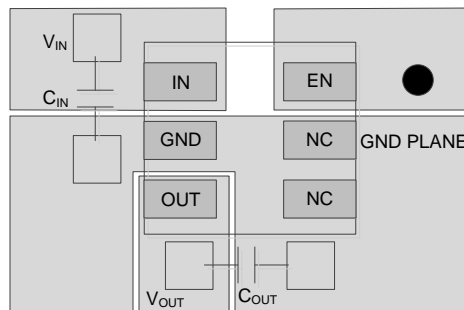 VIN
IN
EN
CIN
GND
NC
GND PLANE
OUT
NC
VOUT
COUT